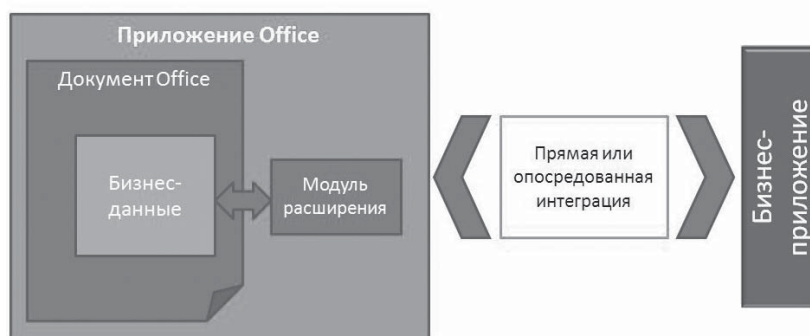 Приложение Office
Документ Office
Бизнес-
данные
Модуль
расширения
Прямая или
опосредованная
интеграция
Бизнес-
приложение